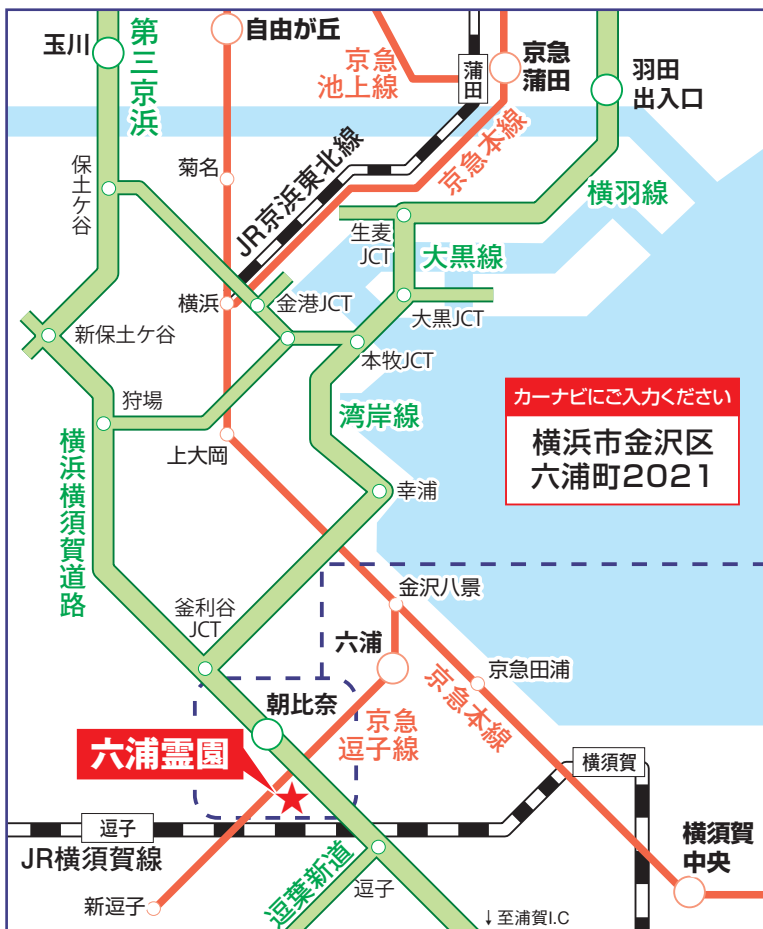 自由が丘
玉川
第三京浜
京急
池上線
蒲田
京急
蒲田
羽田
出入口
保土ケ谷
菊名
JR京浜東北線
京急本線
横羽線
生麦
JCT
大黒線
横浜
金港JCT
大黒JCT
新保土ケ谷
本牧JCT
狩場
湾岸線
カーナビにご入力ください
横浜市金沢区
六浦町2021
上大岡
横浜横須賀道路
幸浦
釜利谷
JCT
金沢八景
六浦
京急田浦
朝比奈
京急
逗子線
京急本線
六浦霊園
横須賀
逗子
JR横須賀線
横須賀
中央
新逗子
逗葉新道
逗子
↓至浦賀I.C